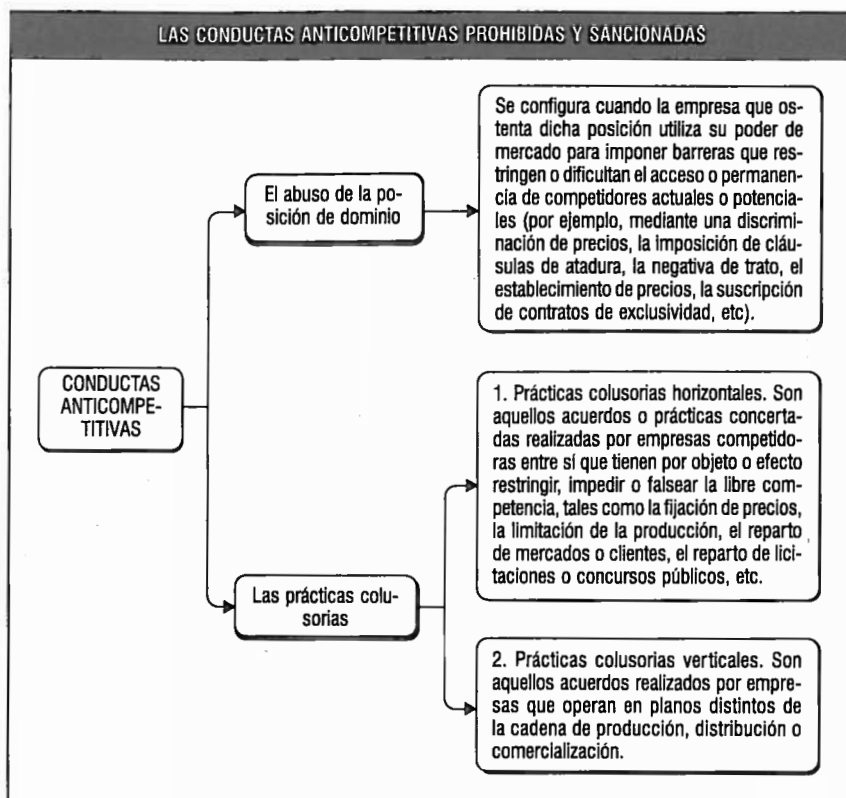 LAS CONDUCTAS ANTICOMPETITIVAS PROHIBIDAS Y SANCIONADAS
CONDUCTAS
ANTICOMPE-
TITIVAS
El abuso de la po-
sición de dominio
Se configura cuando la empresa que os-
tenta dicha posición utiliza su poder de
mercado para imponer barreras que res-
tringen o dificultan el acceso o permanen-
cia de competidores actuales o potencia-
les (por ejemplo, mediante una discrimi-
nación de precios, la imposición de cláu-
sulas de atadura, la negativa de trato, el
establecimiento de precios, la suscripción
de contratos de exclusividad, etc).
Las prácticas colu-
sorias
1. Prácticas colusorias horizontales. Son
aquellos acuerdos o prácticas concerta-
das realizadas por empresas competido-
ras entre sí que tienen por objeto o efecto
restringir, impedir o falsear la libre com-
petencia, tales como la fijación de precios,
la limitación de la producción, el reparto
de mercados o clientes, el reparto de lici-
taciones o concursos públicos, etc.
2. Prácticas colusorias verticales. Son
aquellos acuerdos realizados por empre-
sas que operan en planos distintos de
la cadena de producción, distribución o
comercialización.